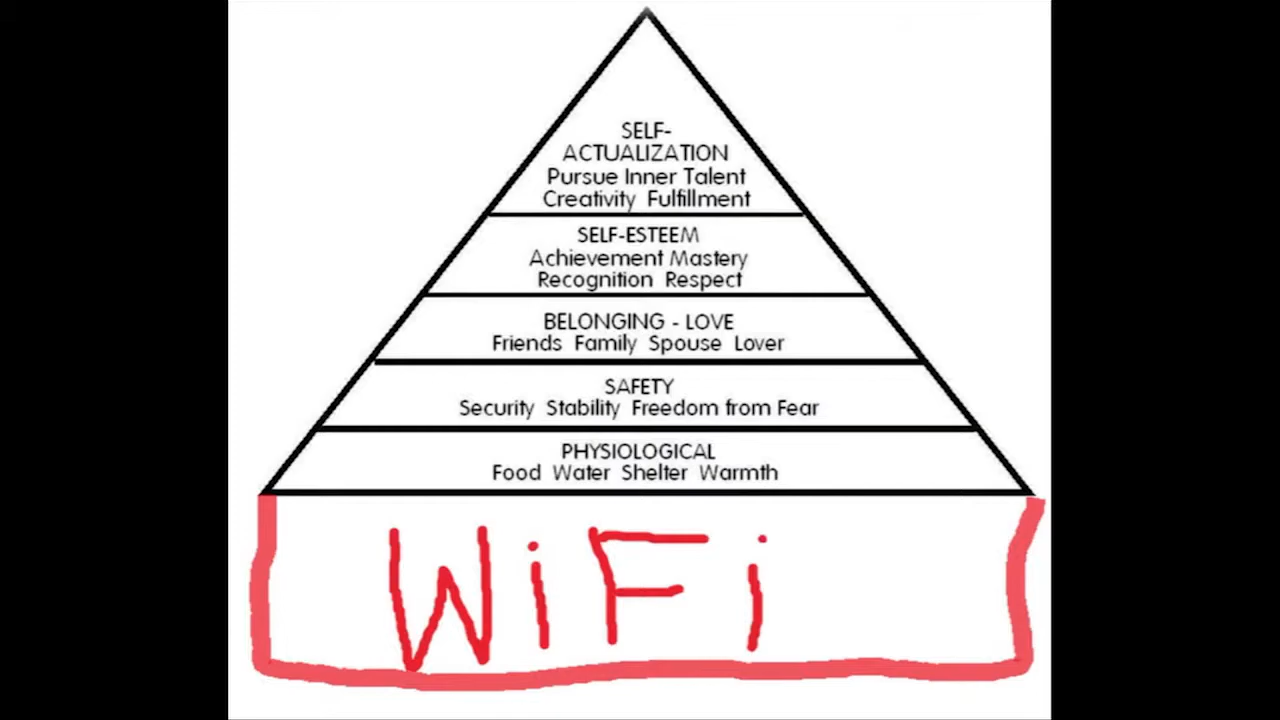 SELF-
ACTUALIZATION
Pursue Inner Talent
Creativity Fulfillment
SELF-ESTEEM
Achievement Mastery
Recognition Respect
BELONGING - LOVE
Friends Family Spouse Lover
SAFETY
Security Stability Freedom from Fear
PHYSIOLOGICAL
Food Water Shelter Warmth
WiFi